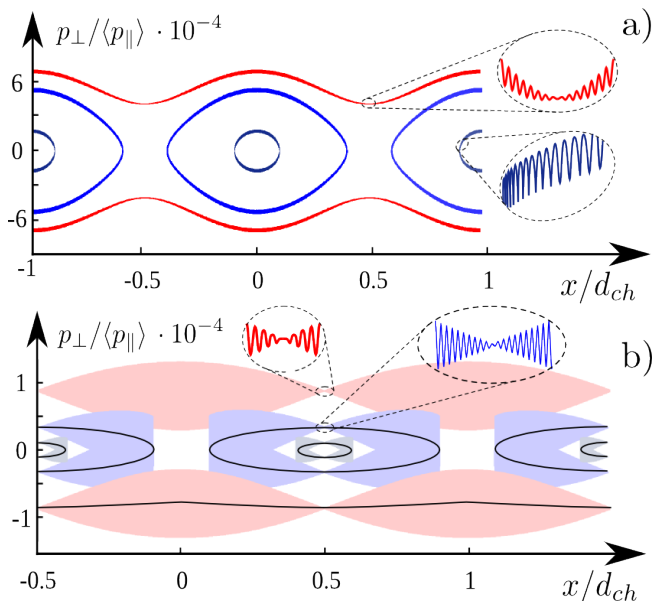 p⊥/⟨p∥⟩ · 10⁻⁴
a)
6
0
-6
-1
-0.5
0
0.5
1
x/d_ch
p⊥/⟨p∥⟩ · 10⁻⁴
b)
1
0
-1
-0.5
0
0.5
1
x/d_ch